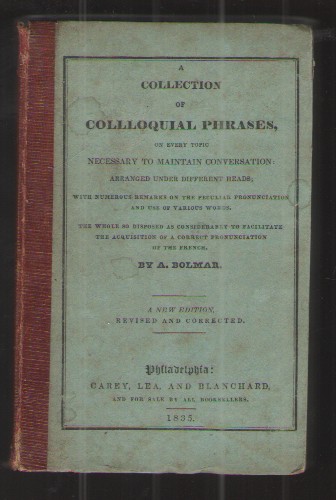 A
COLLECTION
OF
COLLLOQUIAL PHRASES,
ON EVERY TOPIC
NECESSARY TO MAINTAIN CONVERSATION:
ARRANGED UNDER DIFFERENT HEADS;
WITH NUMEROUS REMARKS ON THE PECULIAR PRONUNCIATION
AND USE OF VARIOUS WORDS.
THE WHOLE SO DISPOSED AS CONSIDERABLY TO FACILITATE
THE ACQUISITION OF A CORRECT PRONUNCIATION
OF THE FRENCH.
BY A. BOLMAR.
A NEW EDITION,
REVISED AND CORRECTED.
Philadelphia:
CAREY, LEA, AND BLANCHARD,
AND FOR SALE BY ALL BOOKSELLERS.
1835.